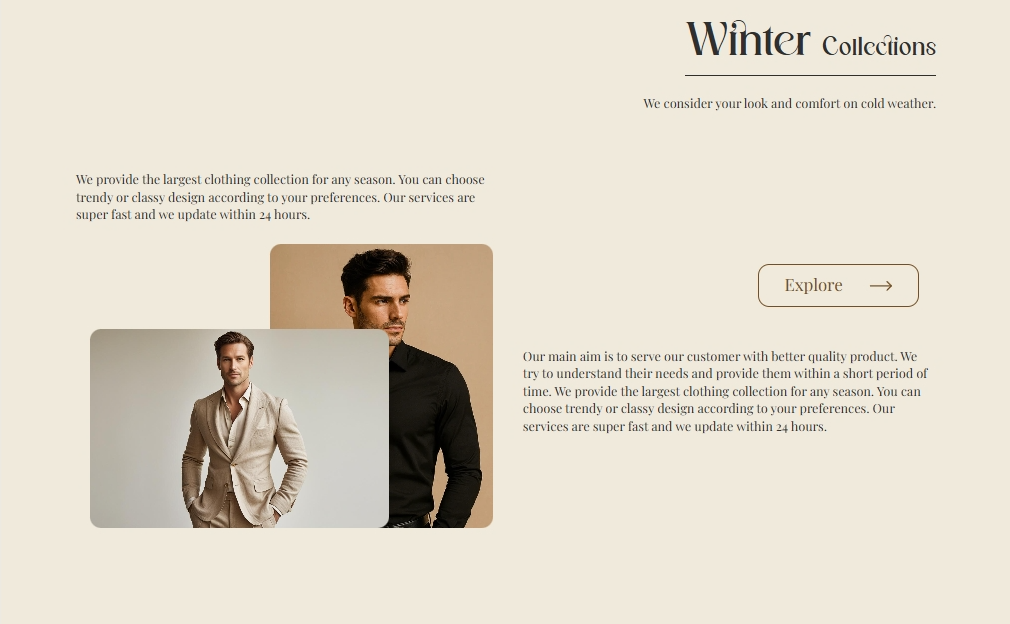 Winter Collections
We consider your look and comfort on cold weather.
We provide the largest clothing collection for any season. You can choose
trendy or classy design according to your preferences. Our services are
super fast and we update within 24 hours.
Explore
Our main aim is to serve our customer with better quality product. We
try to understand their needs and provide them within a short period of
time. We provide the largest clothing collection for any season. You can
choose trendy or classy design according to your preferences. Our
services are super fast and we update within 24 hours.